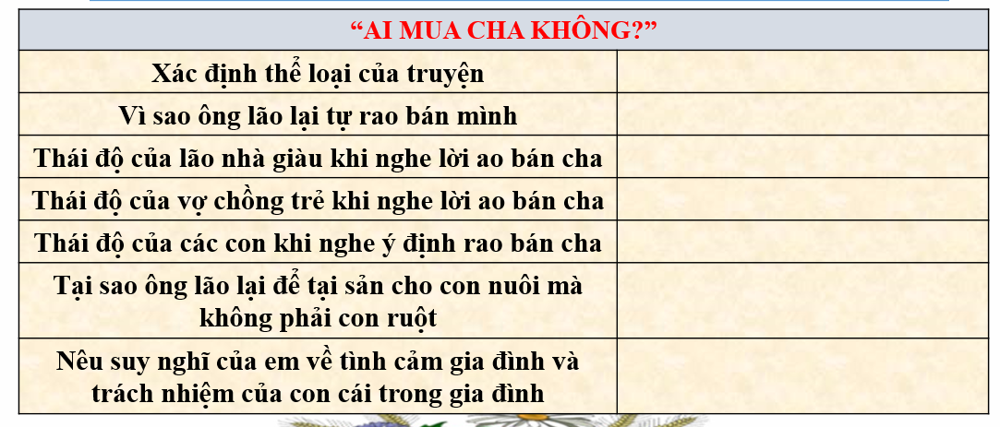 “AI MUA CHA KHÔNG?”
Xác định thể loại của truyện
Vì sao ông lão lại tự rao bán mình
Thái độ của lão nhà giàu khi nghe lời ao bán cha
Thái độ của vợ chồng trẻ khi nghe lời ao bán cha
Thái độ của các con khi nghe ý định rao bán cha
Tại sao ông lão lại để tại sản cho con nuôi mà
không phải con ruột
Nêu suy nghĩ của em về tình cảm gia đình và
trách nhiệm của con cái trong gia đình